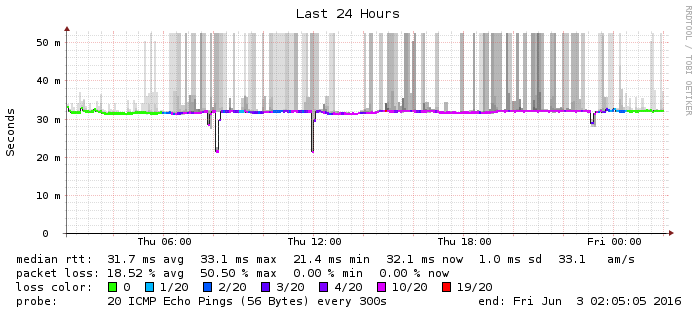 Last 24 Hours
RRDTOOL / TOBI OETIKER
Seconds
50 m
40 m
30 m
20 m
10 m
0
Thu 06:00 Thu 12:00 Thu 18:00 Fri 00:00
median rtt: 31.7 ms avg 33.1 ms max 21.4 ms min 32.1 ms now 1.0 ms sd 33.1 am/s
packet loss: 18.52 % avg 50.50 % max 0.00 % min 0.00 % now
loss color: 0 1/20 2/20 3/20 4/20 10/20 19/20
probe: 20 ICMP Echo Pings (56 Bytes) every 300s end: Fri Jun 3 02:05:05 2016